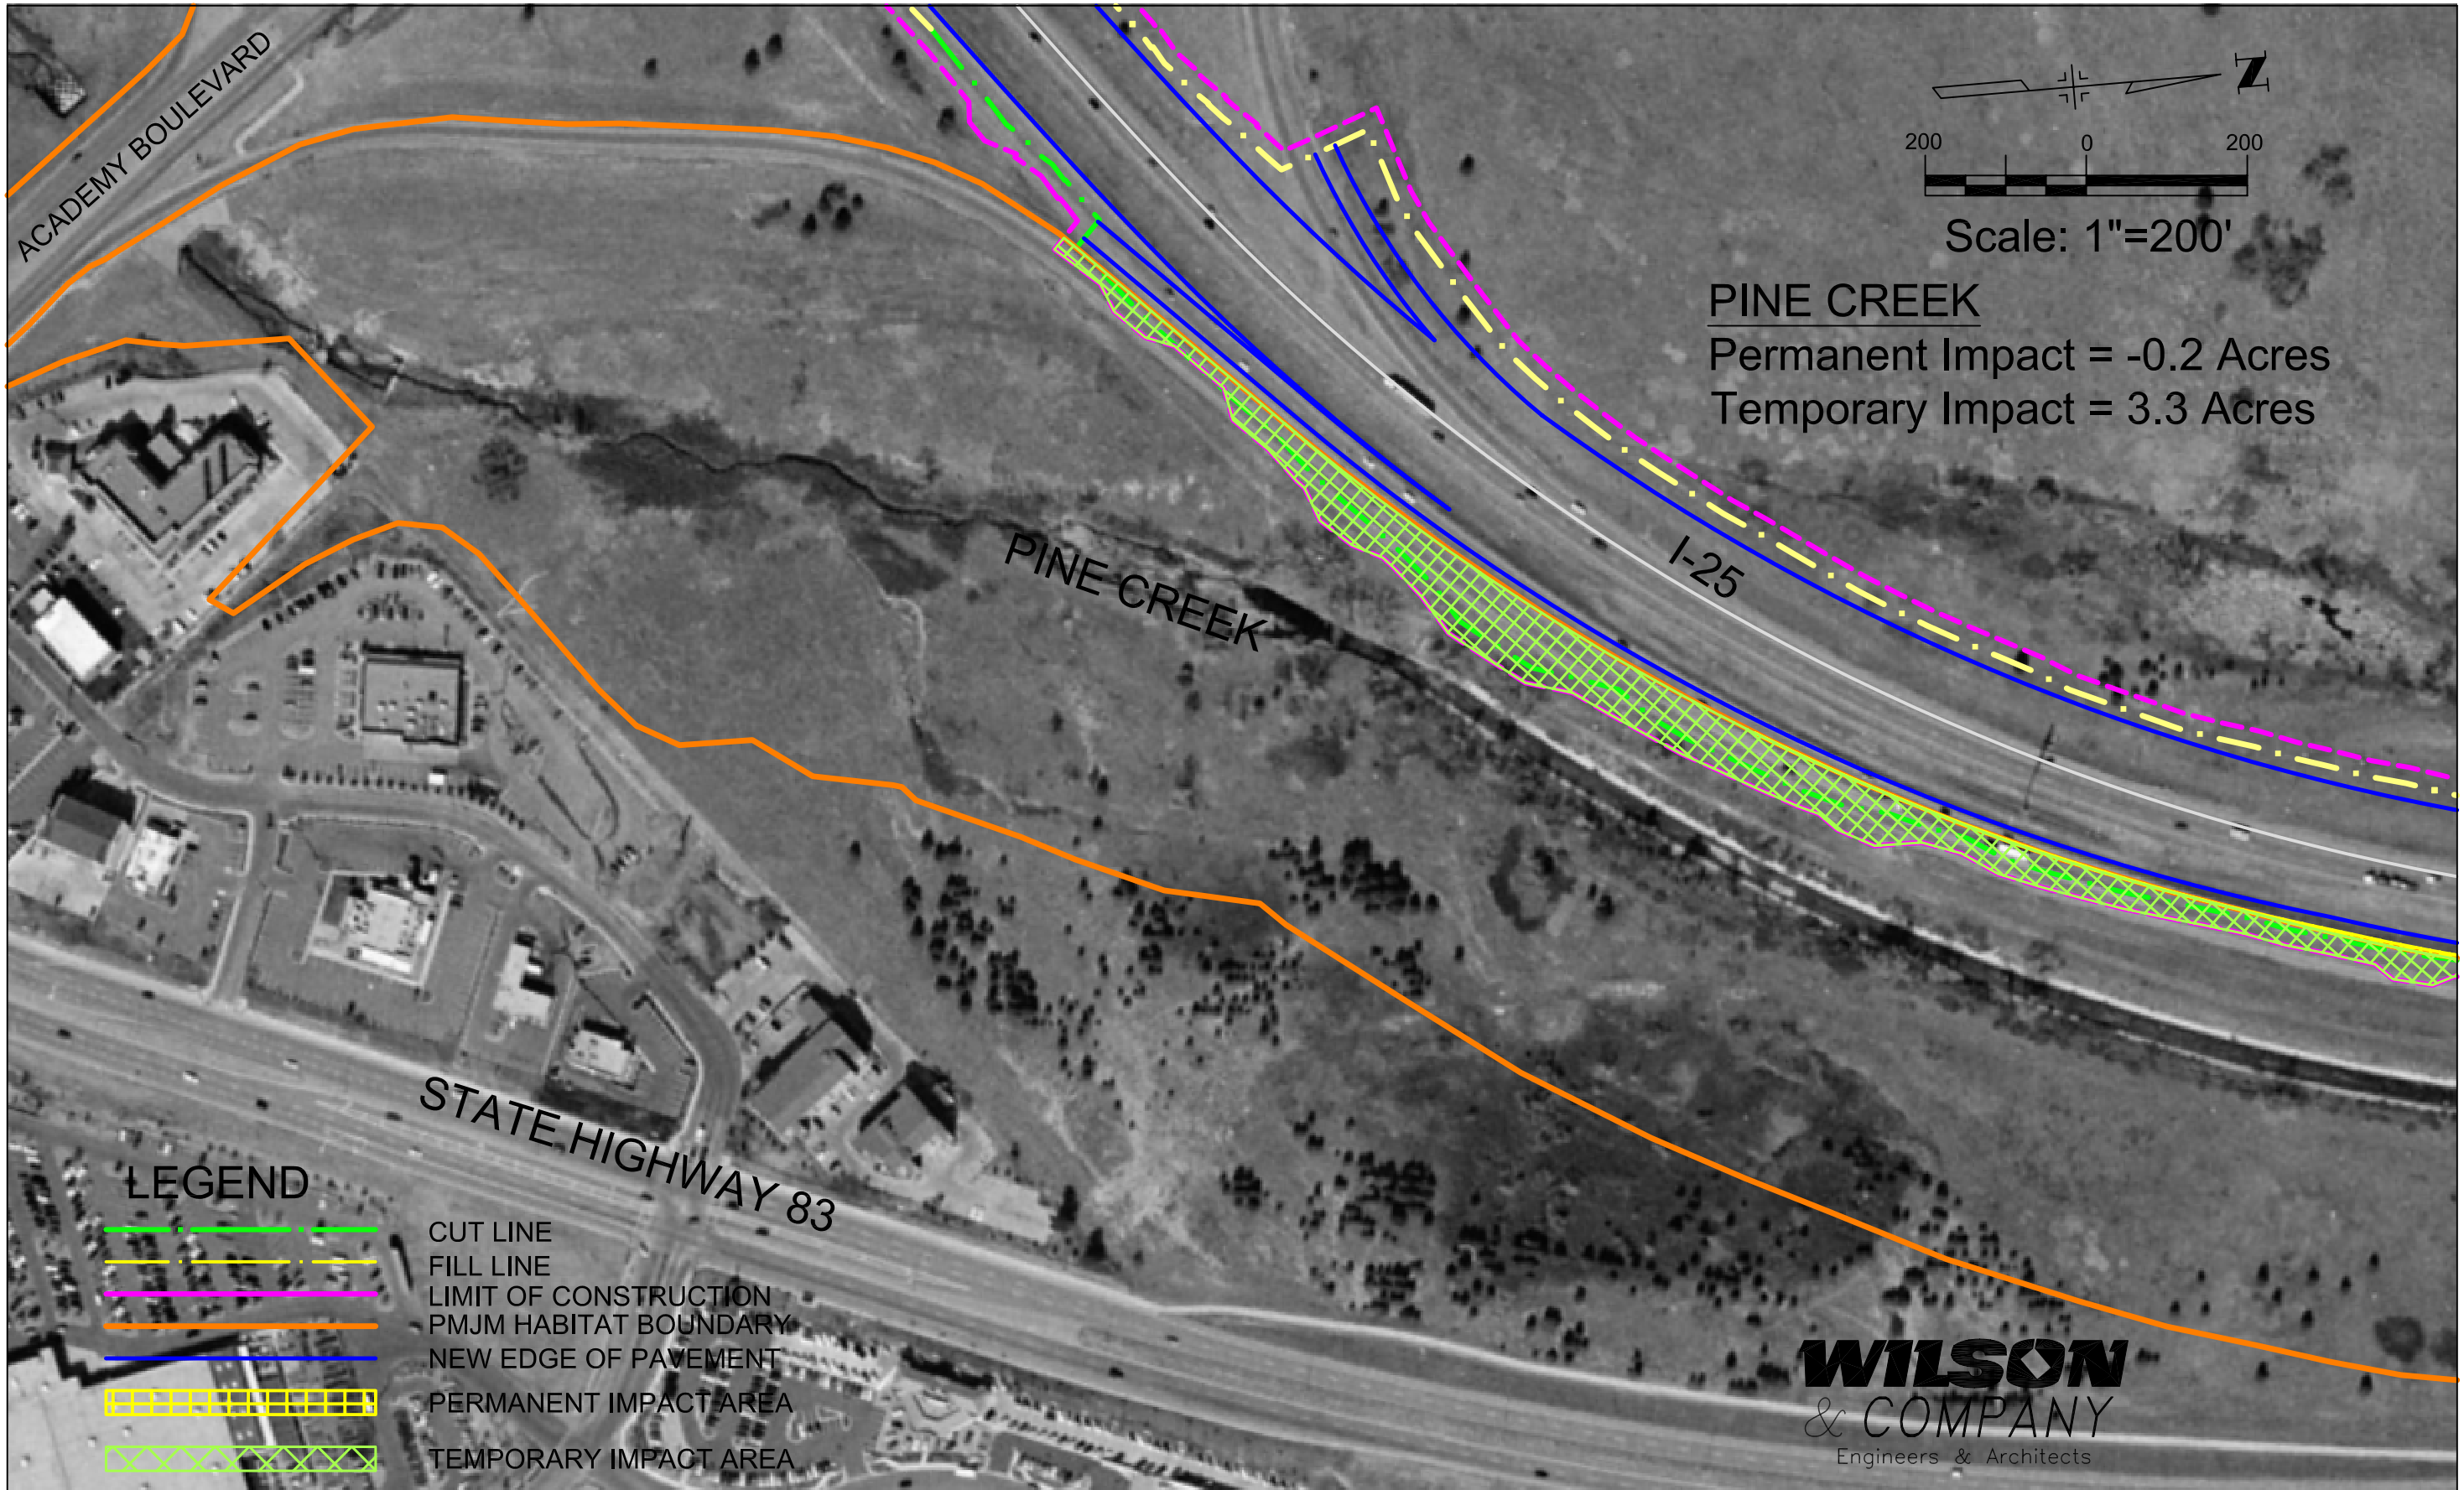 ACADEMY BOULEVARD
N
200 0 200
Scale: 1"=200'
PINE CREEK
Permanent Impact = -0.2 Acres
Temporary Impact = 3.3 Acres
I-25
PINE CREEK
STATE HIGHWAY 83
LEGEND
CUT LINE
FILL LINE
LIMIT OF CONSTRUCTION
PMJM HABITAT BOUNDARY
NEW EDGE OF PAVEMENT
PERMANENT IMPACT AREA
TEMPORARY IMPACT AREA
WILSON
& COMPANY
Engineers & Architects